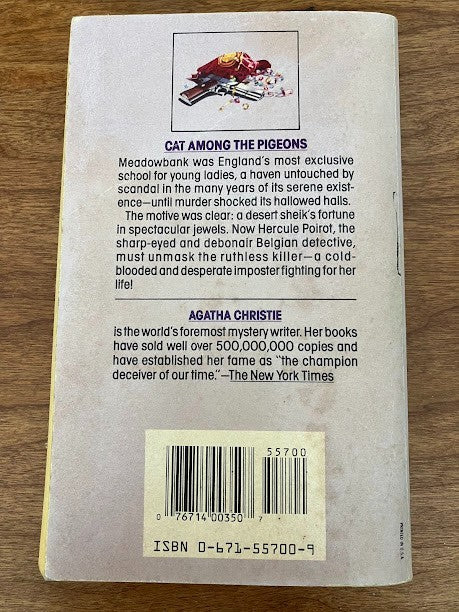 CAT AMONG THE PIGEONS
Meadowbank was England's most exclusive
school for young ladies, a haven untouched by
scandal in the many years of its serene exist-
ence—until murder shocked its hallowed halls.
The motive was clear: a desert sheik's fortune
in spectacular jewels. Now Hercule Poirot, the
sharp-eyed and debonair Belgian detective,
must unmask the ruthless killer—a cold-
blooded and desperate imposter fighting for her
life!
AGATHA CHRISTIE
is the world's foremost mystery writer. Her books
have sold well over 500,000,000 copies and
have established her fame as "the champion
deceiver of our time."—The New York Times
55700
0 76714 00350 7
ISBN 0-671-55700-9
PRINTED IN U.S.A.